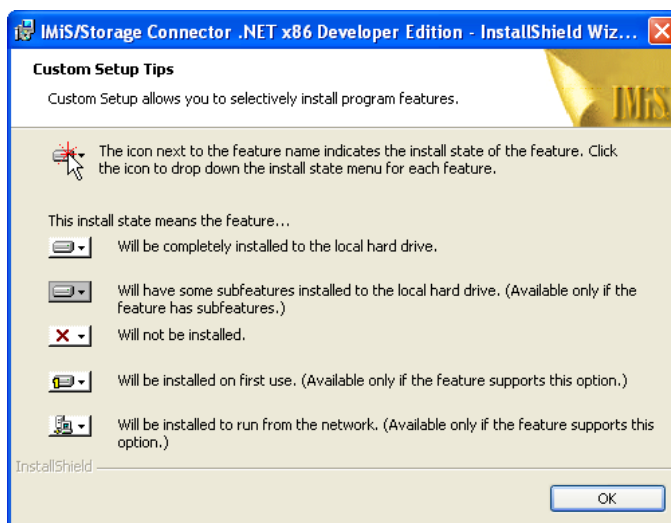 IMiS/Storage Connector .NET x86 Developer Edition - InstallShield Wiz...
Custom Setup Tips
Custom Setup allows you to selectively install program features.
IMiS
The icon next to the feature name indicates the install state of the feature. Click
the icon to drop down the install state menu for each feature.
This install state means the feature...
Will be completely installed to the local hard drive.
Will have some subfeatures installed to the local hard drive. (Available only if the
feature has subfeatures.)
Will not be installed.
Will be installed on first use. (Available only if the feature supports this option.)
Will be installed to run from the network. (Available only if the feature supports this
option.)
InstallShield
OK